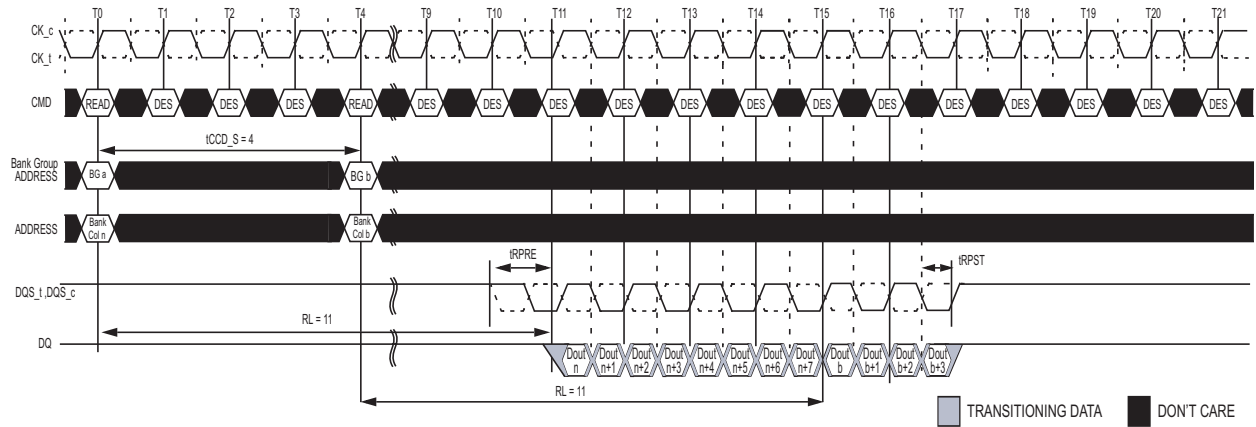 T0 T1 T2 T3 T4 T9 T10 T11 T12 T13 T14 T15 T16 T17 T18 T19 T20 T21
CK_c
CK_t
CMD READ DES DES DES READ DES DES DES DES DES DES DES DES DES DES DES DES DES
tCCD_S = 4
Bank Group
ADDRESS BG a BG b
ADDRESS
Bank
Col n
Bank
Col b
tRPRE tRPST
DQS_t ,DQS_c
RL = 11
DQ
Dout
n
Dout
n+1
Dout
n+2
Dout
n+3
Dout
n+4
Dout
n+5
Dout
n+6
Dout
n+7
Dout
b
Dout
b+1
Dout
b+2
Dout
b+3
RL = 11
TRANSITIONING DATA DON'T CARE